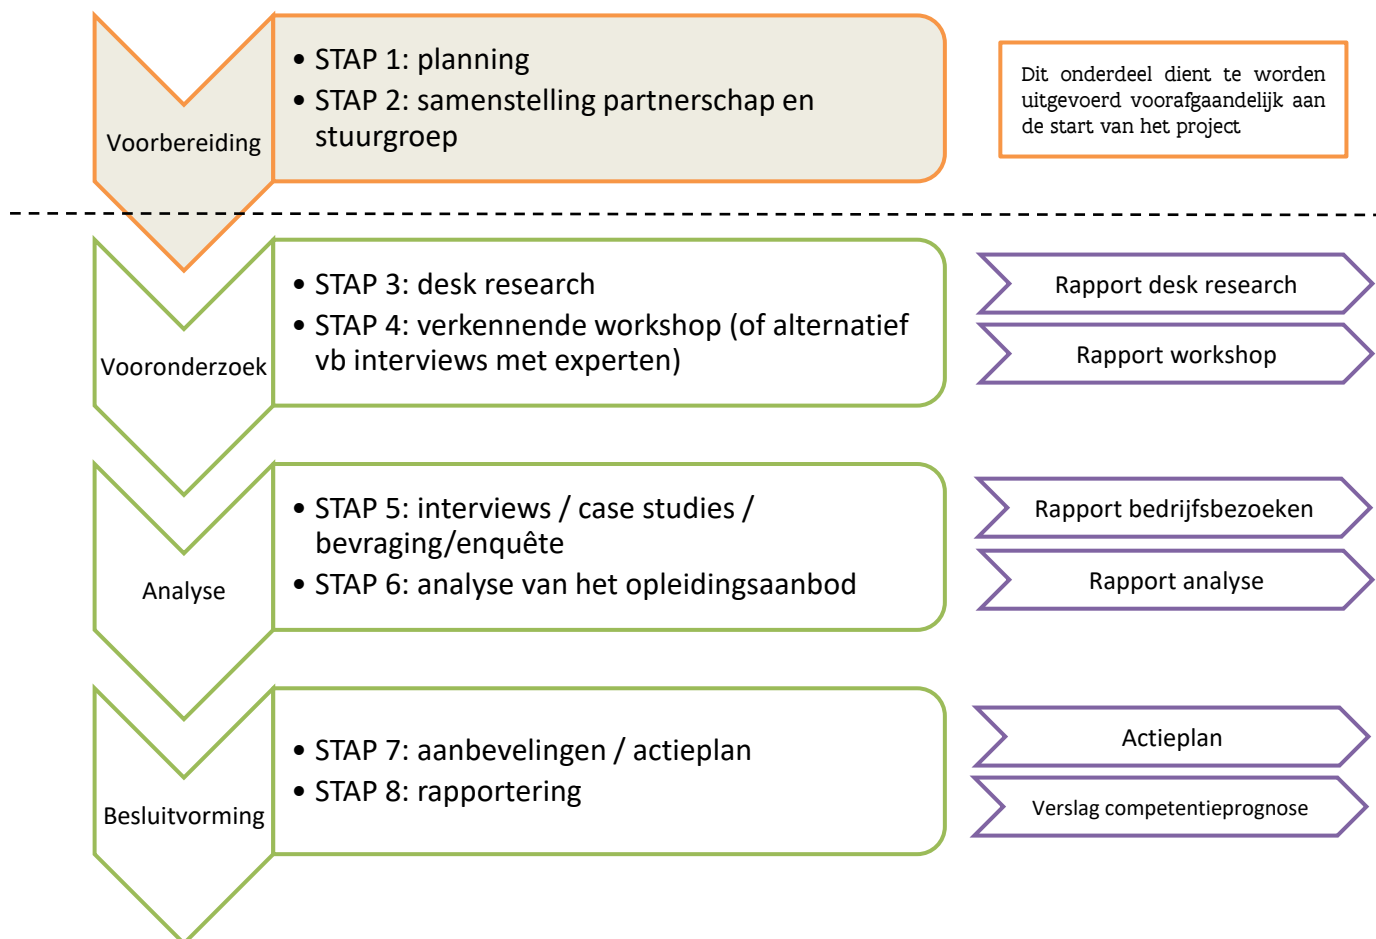 Voorbereiding
• STAP 1: planning
• STAP 2: samenstelling partnerschap en
stuurgroep
Dit onderdeel dient te worden
uitgevoerd voorafgaandelijk aan
de start van het project
Vooronderzoek
• STAP 3: desk research
• STAP 4: verkennende workshop (of alternatief
vb interviews met experten)
Rapport desk research
Rapport workshop
Analyse
• STAP 5: interviews / case studies /
bevraging/enquête
• STAP 6: analyse van het opleidingsaanbod
Rapport bedrijfsbezoeken
Rapport analyse
Besluitvorming
• STAP 7: aanbevelingen / actieplan
• STAP 8: rapportering
Actieplan
Verslag competentieprognose